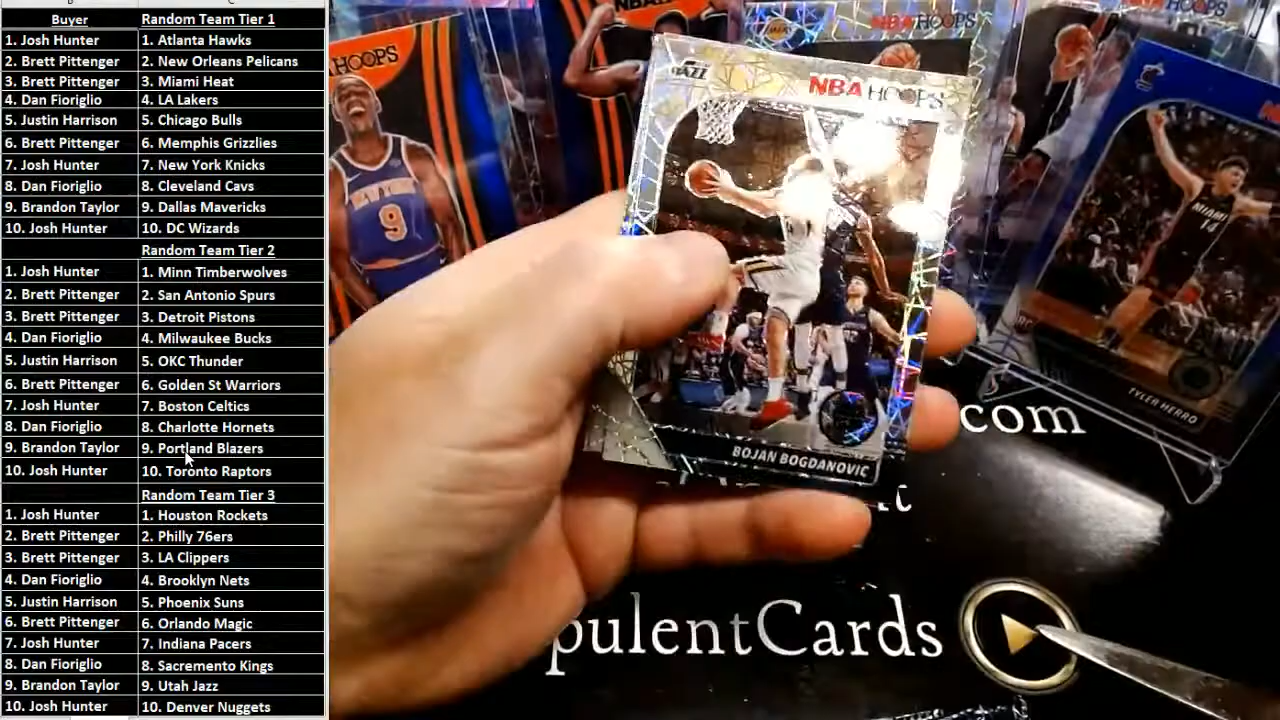 Buyer Random Team Tier 1
1. Josh Hunter 1. Atlanta Hawks
2. Brett Pittenger 2. New Orleans Pelicans
3. Brett Pittenger 3. Miami Heat
4. Dan Fioriglio 4. LA Lakers
5. Justin Harrison 5. Chicago Bulls
6. Brett Pittenger 6. Memphis Grizzlies
7. Josh Hunter 7. New York Knicks
8. Dan Fioriglio 8. Cleveland Cavs
9. Brandon Taylor 9. Dallas Mavericks
10. Josh Hunter 10. DC Wizards
Random Team Tier 2
1. Josh Hunter 1. Minn Timberwolves
2. Brett Pittenger 2. San Antonio Spurs
3. Brett Pittenger 3. Detroit Pistons
4. Dan Fioriglio 4. Milwaukee Bucks
5. Justin Harrison 5. OKC Thunder
6. Brett Pittenger 6. Golden St Warriors
7. Josh Hunter 7. Boston Celtics
8. Dan Fioriglio 8. Charlotte Hornets
9. Brandon Taylor 9. Portland Blazers
10. Josh Hunter 10. Toronto Raptors
Random Team Tier 3
1. Josh Hunter 1. Houston Rockets
2. Brett Pittenger 2. Philly 76ers
3. Brett Pittenger 3. LA Clippers
4. Dan Fioriglio 4. Brooklyn Nets
5. Justin Harrison 5. Phoenix Suns
6. Brett Pittenger 6. Orlando Magic
7. Josh Hunter 7. Indiana Pacers
8. Dan Fioriglio 8. Sacremento Kings
9. Brandon Taylor 9. Utah Jazz
10. Josh Hunter 10. Denver Nuggets
HOOPS
NEW YORK
9
NBA
NBA HOOPS
JAZZ NBA HOOPS
BOJAN BOGDANOVIC
MIAMI
14
TYLER HERRO
com
pulentCards